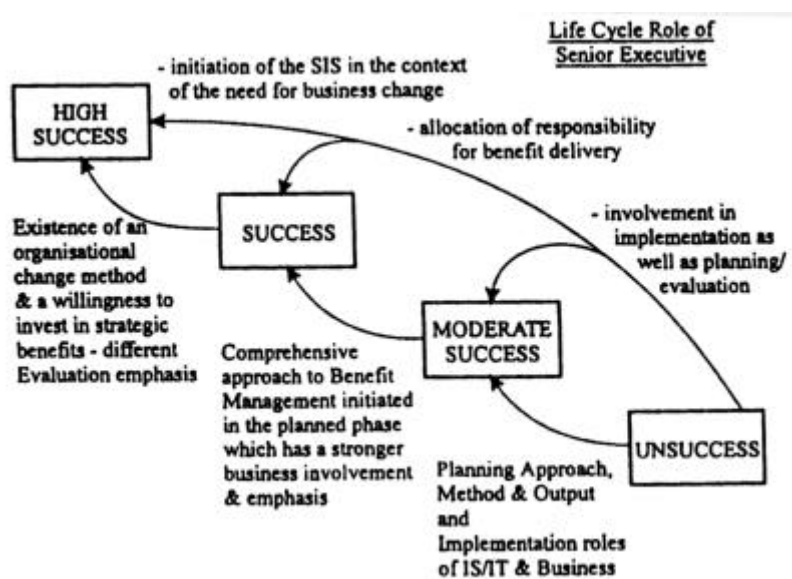 Life Cycle Role of
Senior Executive
- initiation of the SIS in the context
of the need for business change
HIGH
SUCCESS
- allocation of responsibility
for benefit delivery
SUCCESS
- involvement in
implementation as
well as planning/
evaluation
Existence of an
organisational
change method
& a willingness to
invest in strategic
benefits - different
Evaluation emphasis
MODERATE
SUCCESS
Comprehensive
approach to Benefit
Management initiated
in the planned phase
which has a stronger
business involvement
& emphasis
UNSUCCESS
Planning Approach,
Method & Output
and
Implementation roles
of IS/IT & Business